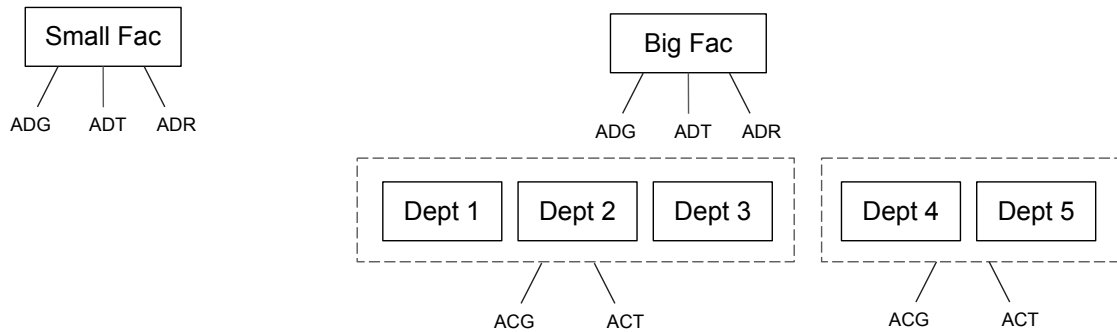 Small Fac
ADG ADT ADR
Big Fac
ADG ADT ADR
Dept 1 Dept 2 Dept 3
ACG ACT
Dept 4 Dept 5
ACG ACT